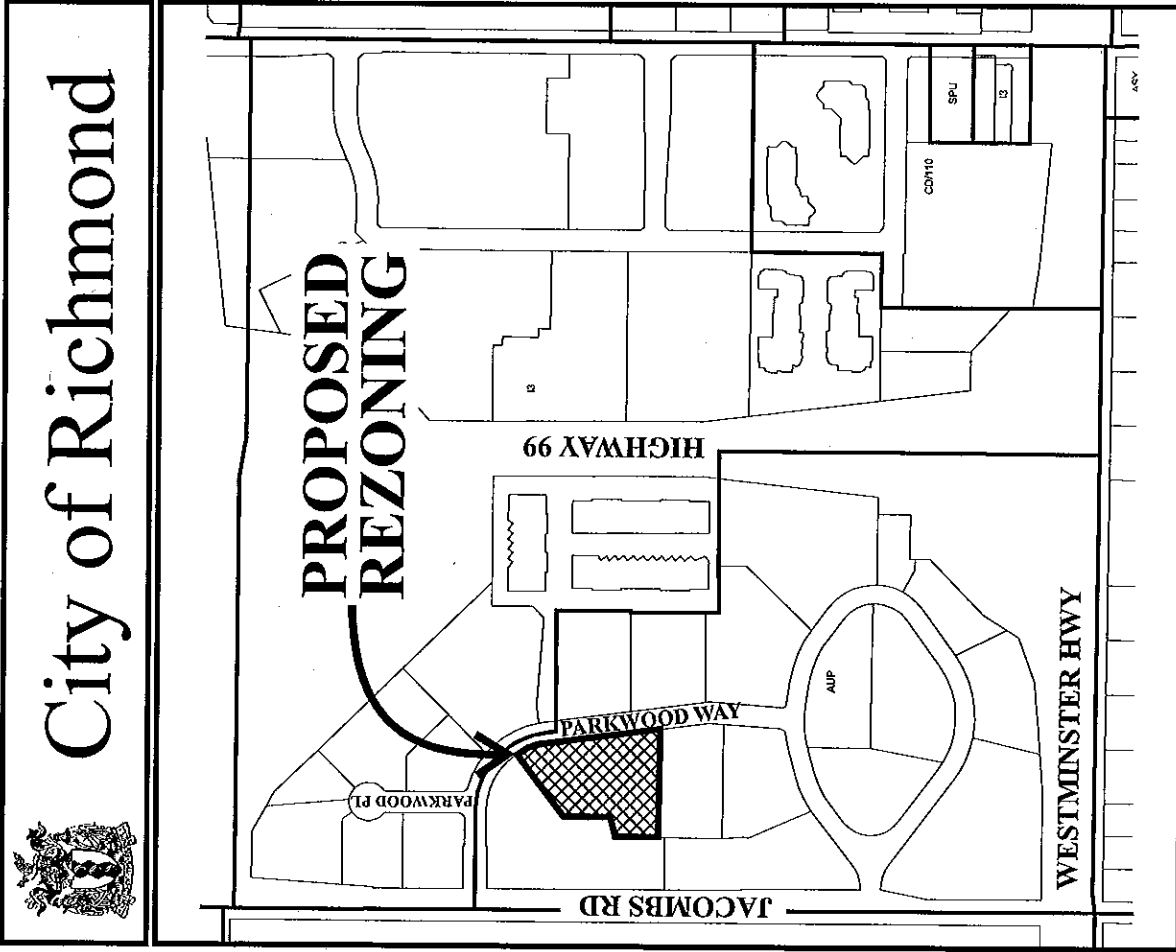 City of Richmond
PROPOSED
REZONING
HIGHWAY 99
I3
SPU
I3
CD/110
PARKWOOD PL
PARKWOOD WAY
AUP
WESTMINSTER HWY
JACOBS RD